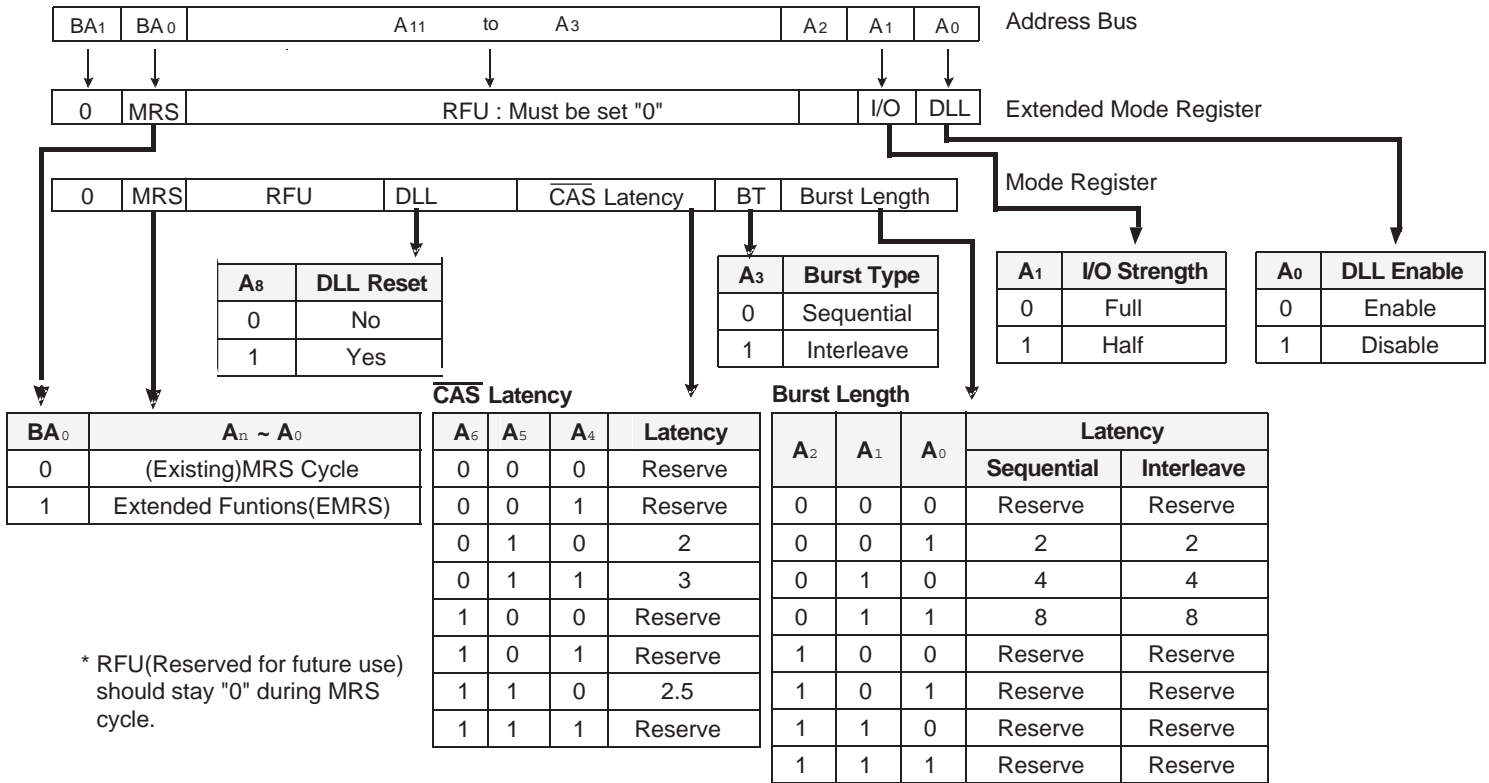 BA1 BA0 A11 to A3 A2 A1 A0 Address Bus
0 MRS RFU : Must be set "0" I/O DLL Extended Mode Register
Mode Register
0 MRS RFU DLL CAS Latency BT Burst Length
A8 DLL Reset
0 No
1 Yes
A3 Burst Type
0 Sequential
1 Interleave
A1 I/O Strength
0 Full
1 Half
A0 DLL Enable
0 Enable
1 Disable
BA0 An ~ A0
0 (Existing)MRS Cycle
1 Extended Funtions(EMRS)
* RFU(Reserved for future use)
should stay "0" during MRS
cycle.
CAS Latency
A6 A5 A4 Latency
0 0 0 Reserve
0 0 1 Reserve
0 1 0 2
0 1 1 3
1 0 0 Reserve
1 0 1 Reserve
1 1 0 2.5
1 1 1 Reserve
Burst Length
A2 A1 A0 Latency
Sequential Interleave
0 0 0 Reserve Reserve
0 0 1 2 2
0 1 0 4 4
0 1 1 8 8
1 0 0 Reserve Reserve
1 0 1 Reserve Reserve
1 1 0 Reserve Reserve
1 1 1 Reserve Reserve